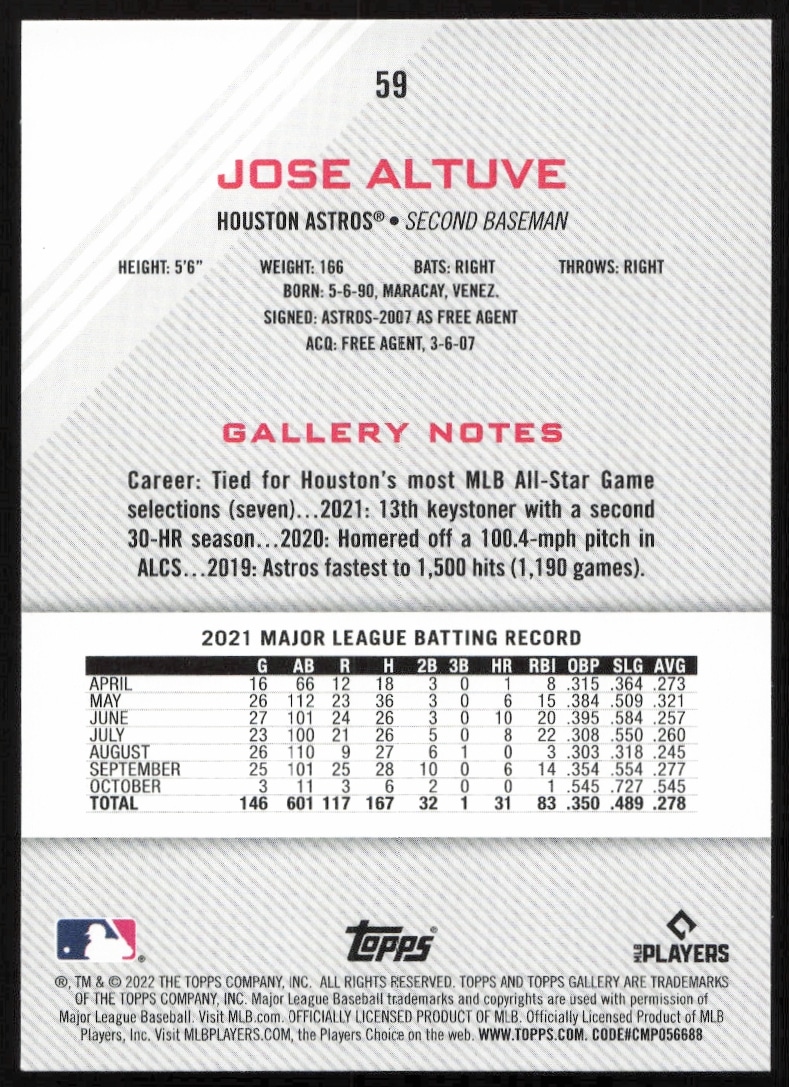 59
JOSE ALTUVE
HOUSTON ASTROS® • SECOND BASEMAN
HEIGHT: 5'6" WEIGHT: 166 BATS: RIGHT THROWS: RIGHT
BORN: 5-6-90, MARACAY, VENEZ.
SIGNED: ASTROS-2007 AS FREE AGENT
ACQ: FREE AGENT, 3-6-07
GALLERY NOTES
Career: Tied for Houston's most MLB All-Star Game
selections (seven)...2021: 13th keystoner with a second
30-HR season...2020: Homered off a 100.4-mph pitch in
ALCS...2019: Astros fastest to 1,500 hits (1,190 games).
2021 MAJOR LEAGUE BATTING RECORD
G AB R H 2B 3B HR RBI OBP SLG AVG
APRIL 16 66 12 18 3 0 1 8 .315 .364 .273
MAY 26 112 23 36 3 0 6 15 .384 .509 .321
JUNE 27 101 24 26 3 0 10 20 .395 .584 .257
JULY 23 100 21 26 5 0 8 22 .308 .550 .260
AUGUST 26 110 9 27 6 1 0 3 .303 .318 .245
SEPTEMBER 25 101 25 28 10 0 6 14 .354 .554 .277
OCTOBER 3 11 3 6 2 0 0 1 .545 .727 .545
TOTAL 146 601 117 167 32 1 31 83 .350 .489 .278
Topps® MLB PLAYERS
®, TM & © 2022 THE TOPPS COMPANY, INC. ALL RIGHTS RESERVED. TOPPS AND TOPPS GALLERY ARE TRADEMARKS
OF THE TOPPS COMPANY, INC. Major League Baseball trademarks and copyrights are used with permission of
Major League Baseball. Visit MLB.com. OFFICIALLY LICENSED PRODUCT OF MLB. Officially Licensed Product of MLB
Players, Inc. Visit MLBPLAYERS.COM, the Players Choice on the web. WWW.TOPPS.COM. CODE#CMP056688